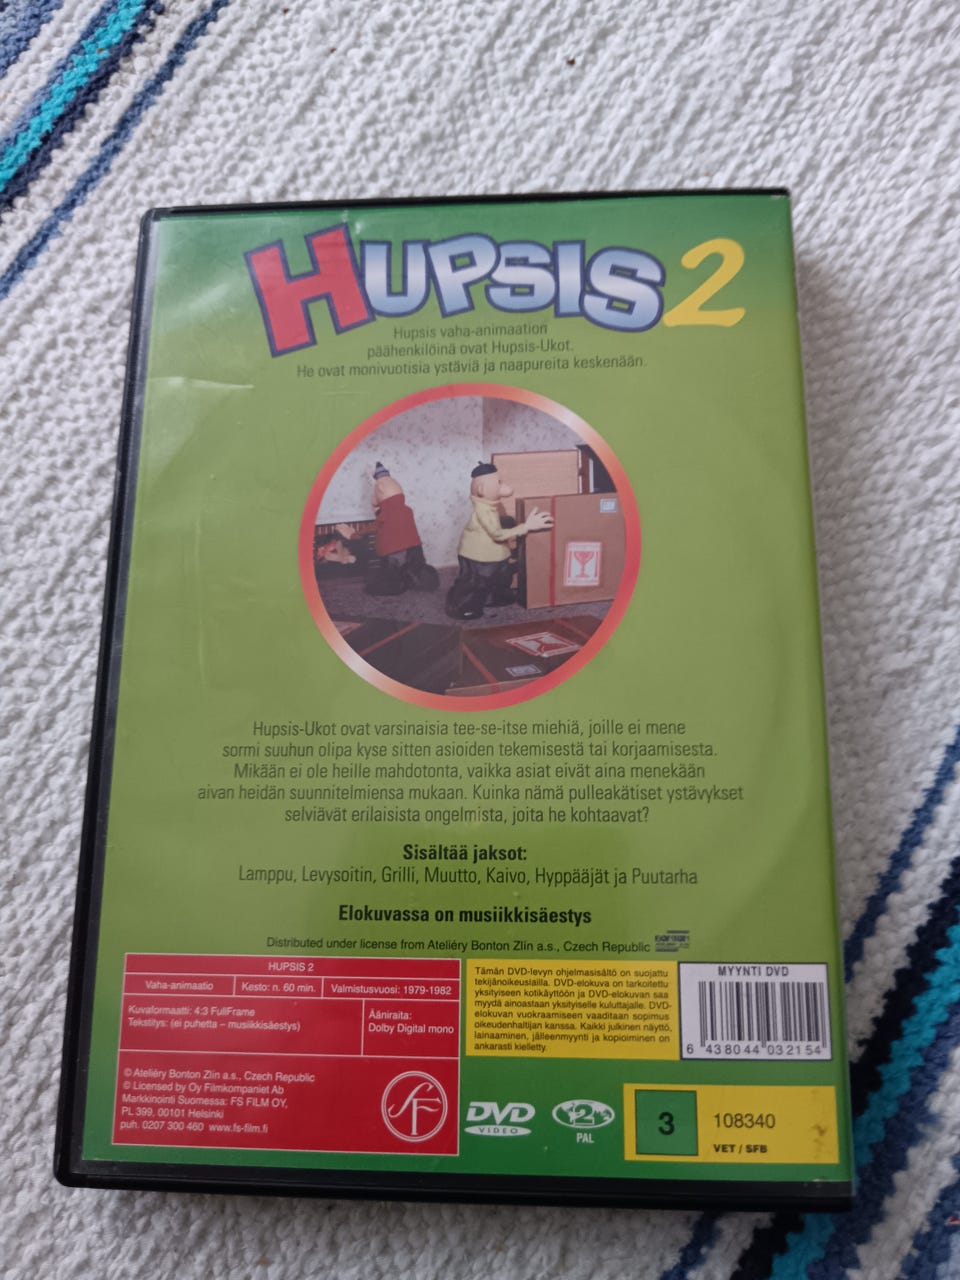 HUPSIS 2
Hupsis vaha-animaation
päähenkilöinä ovat Hupsis-Ukot.
He ovat monivuotisia ystäviä ja naapureita keskenään.
Hupsis-Ukot ovat varsinaisia tee-se-itse miehiä, joille ei mene
sormi suuhun olipa kyse sitten asioiden tekemisestä tai korjaamisesta.
Mikään ei ole heille mahdotonta, vaikka asiat eivät aina menekään
aivan heidän suunnitelmiensa mukaan. Kuinka nämä pulleakätiset ystävykset
selviävät erilaisista ongelmista, joita he kohtaavat?
Sisältää jaksot:
Lamppu, Levysoitin, Grilli, Muutto, Kaivo, Hyppääjät ja Puutarha
Elokuvassa on musiikkisäestys
Distributed under license from Ateliéry Bonton Zlín a.s., Czech Republic
HUPSIS 2
Vaha-animaatio
Kesto: n. 60 min.
Valmistusvuosi: 1979-1982
Kuvaformaatti: 4:3 FullFrame
Tekstitys: (ei puhetta – musiikkisäestys)
Ääniraita:
Dolby Digital mono
© Ateliéry Bonton Zlín a.s., Czech Republic
© Licensed by Oy Filmkompaniet Ab
Markkinointi Suomessa: FS FILM OY,
PL 399, 00101 Helsinki
puh. 0207 300 460 www.fs-film.fi
SF
Tämän DVD-levyn ohjelmasisältö on suojattu
tekijänoikeuslailla. DVD-elokuva on tarkoitettu
yksityiseen kotikäyttöön ja DVD-elokuvan saa
myydä ainoastaan yksityiselle kuluttajalle. DVD-
elokuvan vuokraamiseen vaaditaan sopimus
oikeudenhaltijan kanssa. Kaikki julkinen näyttö,
lainaaminen, jälleenmyynti ja kopioiminen on
ankarasti kielletty.
MYYNTI DVD
6 438044 032154
DVD
VIDEO
2
PAL
3
108340
VET / SFB